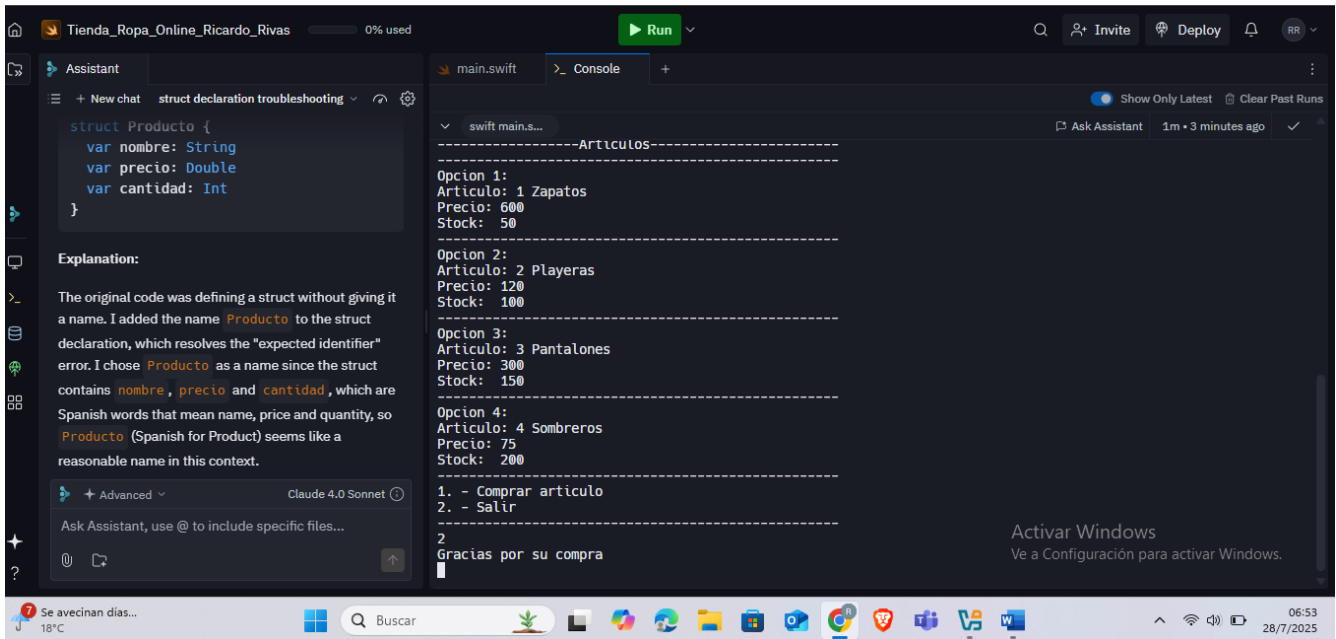 Tienda_Ropa_Online_Ricardo_Rivas 0% used Run Invite Deploy RR
Assistant
+ New chat struct declaration troubleshooting
struct Producto {
var nombre: String
var precio: Double
var cantidad: Int
}
Explanation:
The original code was defining a struct without giving it
a name. I added the name Producto to the struct
declaration, which resolves the "expected identifier"
error. I chose Producto as a name since the struct
contains nombre, precio and cantidad, which are
Spanish words that mean name, price and quantity, so
Producto (Spanish for Product) seems like a
reasonable name in this context.
Advanced Claude 4.0 Sonnet
Ask Assistant, use @ to include specific files...
main.swift >_ Console +
Show Only Latest Clear Past Runs
swift main.s... Ask Assistant 1m • 3 minutes ago
------------------Articulos------------------------
---------------------------------------------------
Opcion 1:
Articulo: 1 Zapatos
Precio: 600
Stock: 50
---------------------------------------------------
Opcion 2:
Articulo: 2 Playeras
Precio: 120
Stock: 100
---------------------------------------------------
Opcion 3:
Articulo: 3 Pantalones
Precio: 300
Stock: 150
---------------------------------------------------
Opcion 4:
Articulo: 4 Sombreros
Precio: 75
Stock: 200
---------------------------------------------------
1. - Comprar articulo
2. - Salir
---------------------------------------------------
2
Gracias por su compra
Activar Windows
Ve a Configuración para activar Windows.
7 Se avecinan días...
18°C
Buscar
06:53
28/7/2025